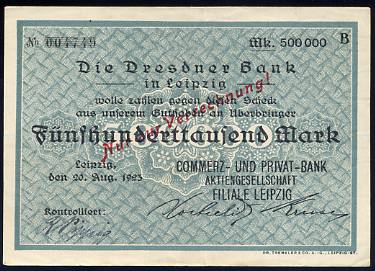 No 004749 Mk. 500 000 B
Die Dresdner Bank
in Leipzig
wolle zahlen gegen diesen Scheck
aus unserem Guthaben an Überbringer
Fünfhunderttausend Mark
Nur zur Verrechnung!
Leipzig,
den 20. Aug. 1923
COMMERZ- UND PRIVAT-BANK
AKTIENGESELLSCHAFT
FILIALE LEIPZIG
Kontrolliert: